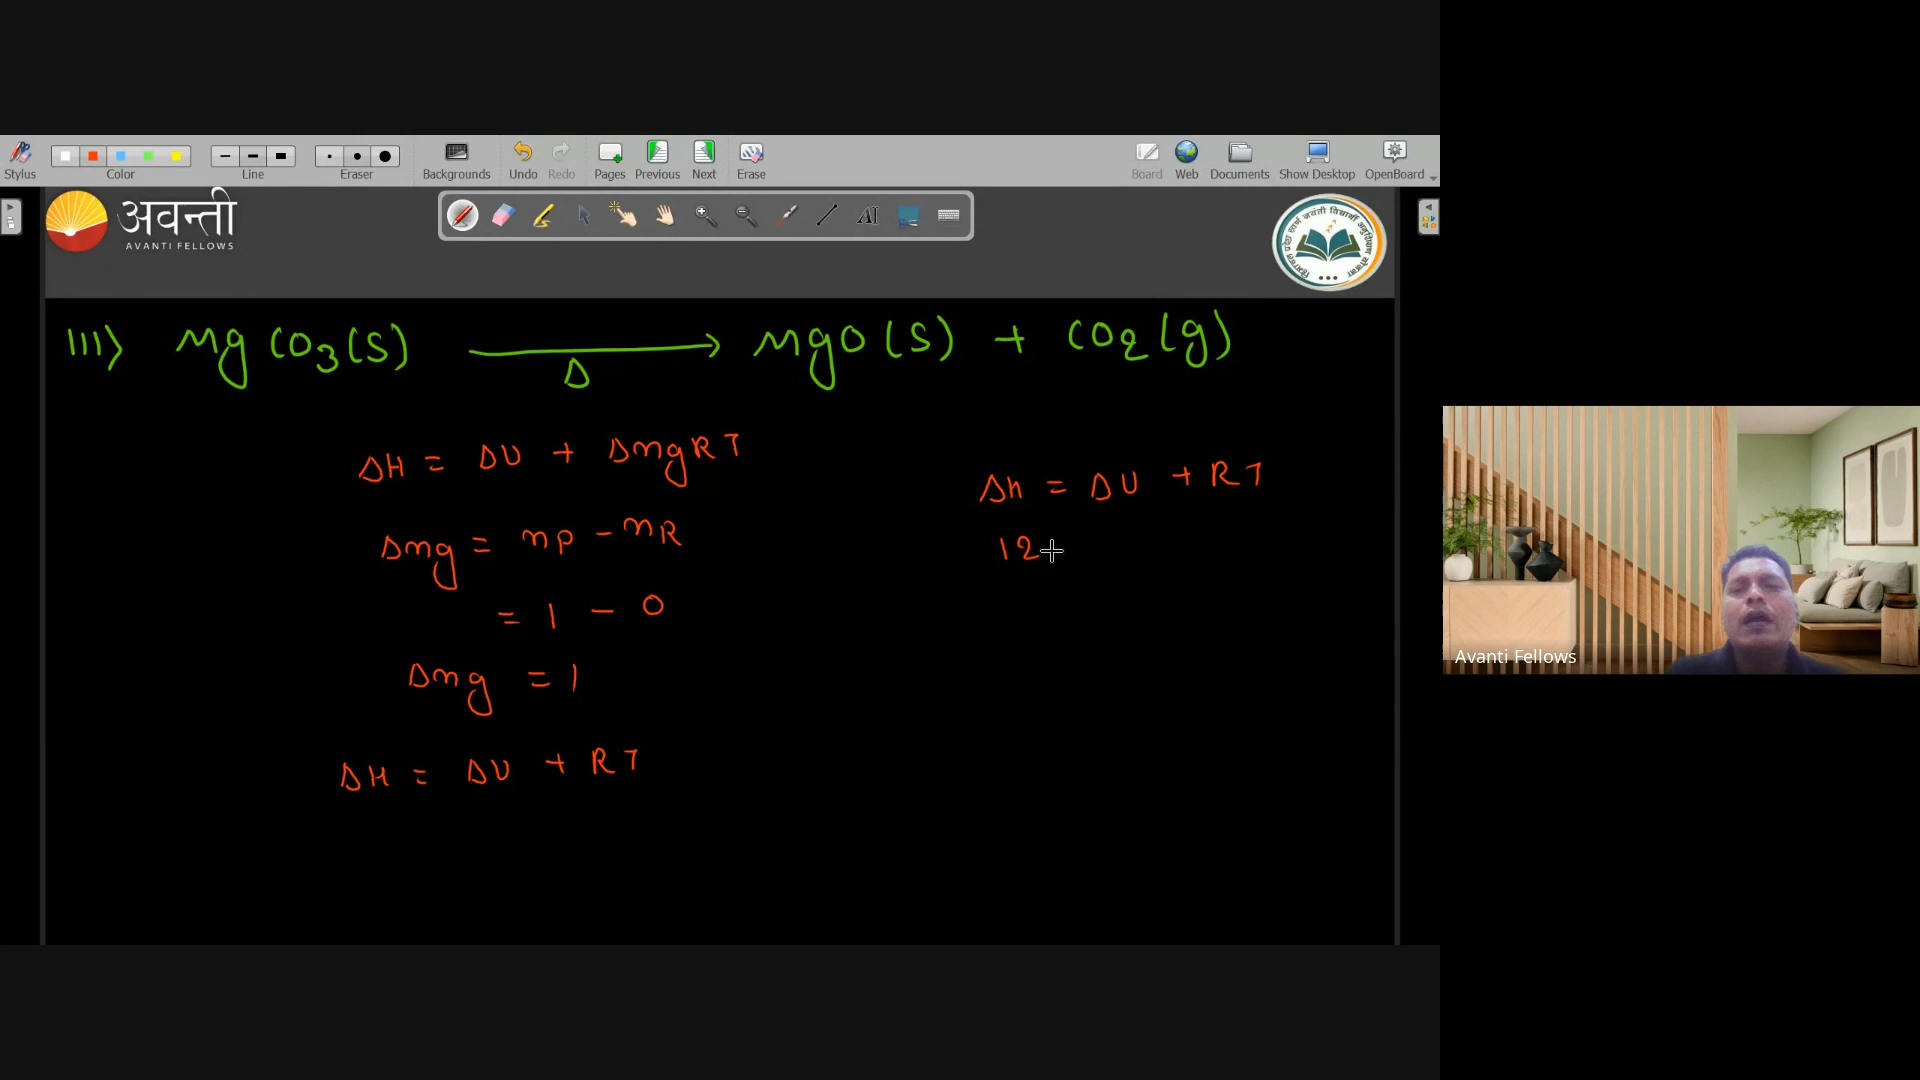 Stylus Color Line Eraser Backgrounds Undo Redo Pages Previous Next Erase Board Web Documents Show Desktop OpenBoard
अवन्ती
AVANTI FELLOWS
III) MgCO3(s) →Δ MgO(s) + CO2(g)
ΔH = ΔU + ΔngRT
Δng = nP - nR
= 1 - 0
Δng = 1
ΔH = ΔU + RT
ΔH = ΔU + RT
12
Avanti Fellows